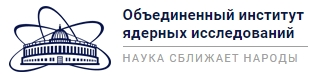 Объединенный институт
ядерных исследований
НАУКА СБЛИЖАЕТ НАРОДЫ